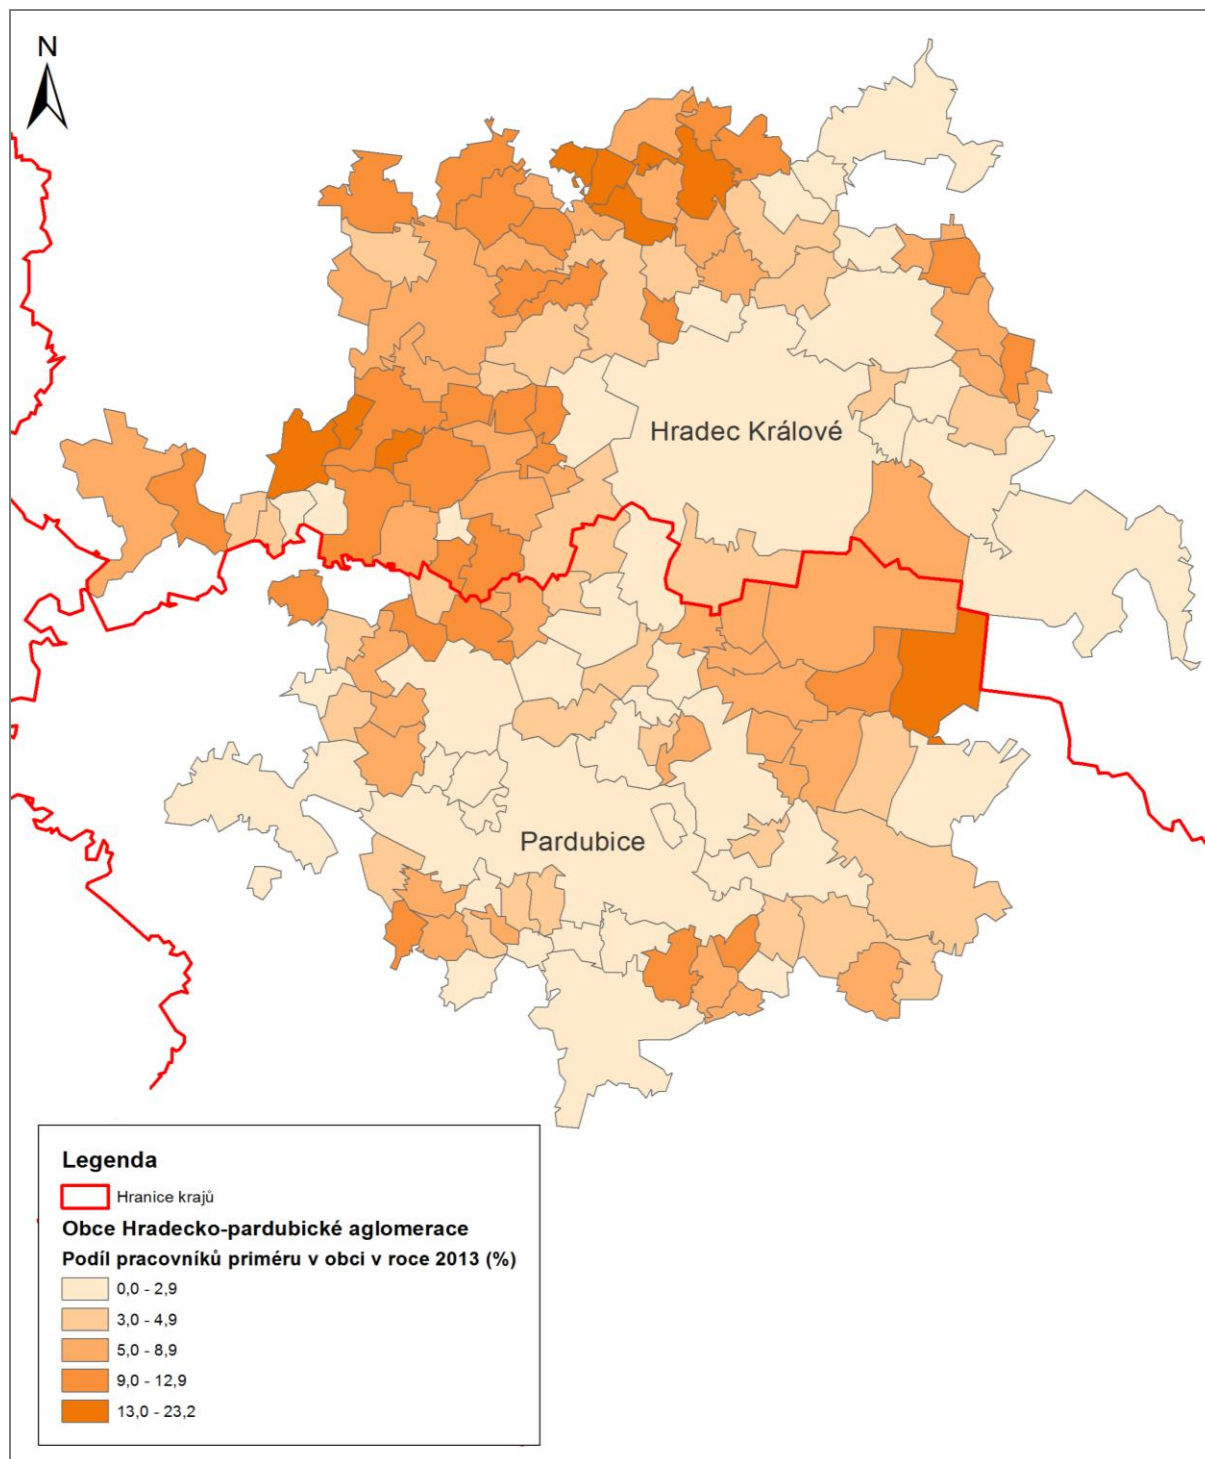 N
Hradec Králové
Pardubice
Legenda
Hranice krajů
Obce Hradecko-pardubické aglomerace
Podíl pracovníků priméru v obci v roce 2013 (%)
0,0 - 2,9
3,0 - 4,9
5,0 - 8,9
9,0 - 12,9
13,0 - 23,2